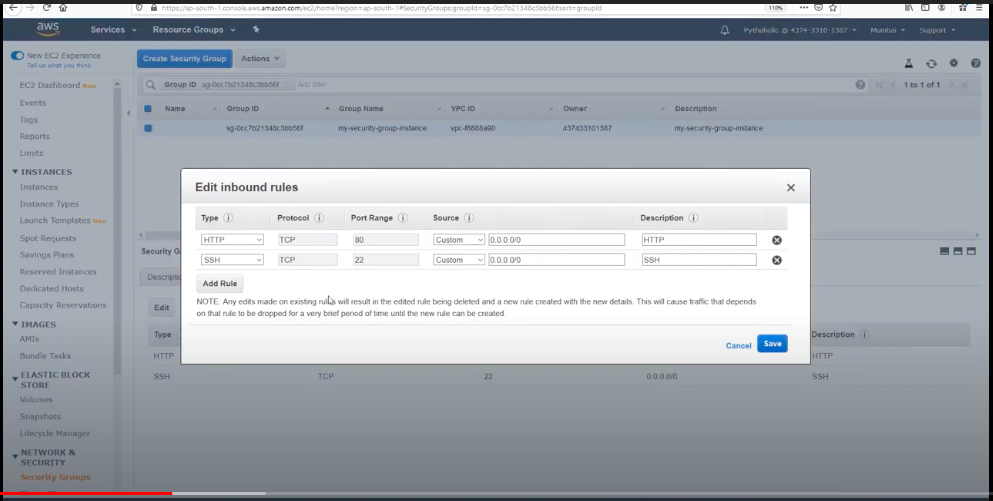 https://ap-south-1.console.aws.amazon.com/ec2/home?region=ap-south-1#SecurityGroups:groupId=sg-0cc7b21348c3bb56f;sort=groupId
110%
aws Services Resource Groups Pythoholic @ 4374-3310-1387 Mumbai Support
New EC2 Experience
Tell us what you think
Create Security Group Actions
EC2 Dashboard New
Group ID : sg-0cc7b21348c3bb56f Add filter 1 to 1 of 1
Events
Tags
Reports
Limits
Name Group ID Group Name VPC ID Owner Description
sg-0cc7b21348c3bb56f my-security-group-instance vpc-f8888a90 437433101387 my-security-group-instance
INSTANCES
Instances
Instance Types
Launch Templates New
Spot Requests
Savings Plans
Reserved Instances
Dedicated Hosts
Capacity Reservations
IMAGES
AMIs
Bundle Tasks
ELASTIC BLOCK
STORE
Volumes
Snapshots
Lifecycle Manager
NETWORK &
SECURITY
Security Groups
Edit inbound rules
Type Protocol Port Range Source Description
HTTP TCP 80 Custom 0.0.0.0/0 HTTP
SSH TCP 22 Custom 0.0.0.0/0 SSH
Add Rule
NOTE: Any edits made on existing rules will result in the edited rule being deleted and a new rule created with the new details. This will cause traffic that depends
on that rule to be dropped for a very brief period of time until the new rule can be created.
Cancel Save
Security G
Descriptio
Edit
Type Description
HTTP HTTP
SSH TCP 22 0.0.0.0/0 SSH